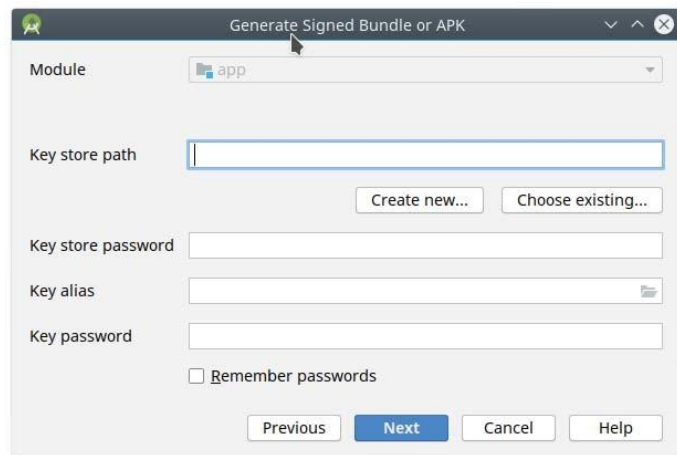 Generate Signed Bundle or APK
Module
app
Key store path
Create new... Choose existing...
Key store password
Key alias
Key password
Remember passwords
Previous Next Cancel Help